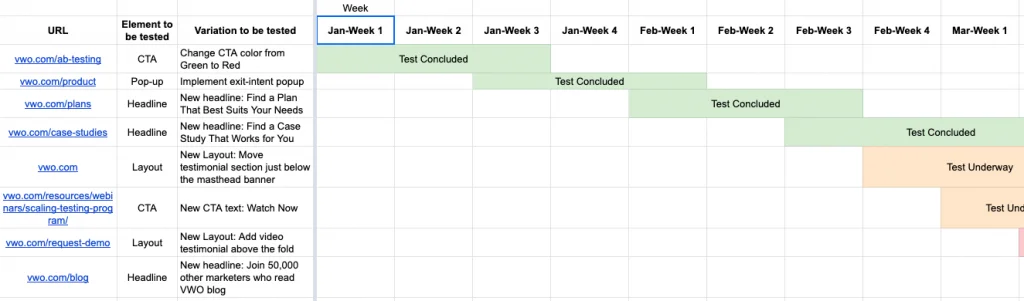 Week
URL Element to be tested Variation to be tested Jan-Week 1 Jan-Week 2 Jan-Week 3 Jan-Week 4 Feb-Week 1 Feb-Week 2 Feb-Week 3 Feb-Week 4 Mar-Week 1
vwo.com/ab-testing CTA Change CTA color from
Green to Red
Test Concluded
vwo.com/product Pop-up Implement exit-intent popup Test Concluded
vwo.com/plans Headline New headline: Find a Plan
That Best Suits Your Needs
Test Concluded
vwo.com/case-studies Headline New headline: Find a Case
Study That Works for You
Test Concluded
vwo.com Layout New Layout: Move
testimonial section just below
the masthead banner
Test Underway
vwo.com/resources/webi
nars/scaling-testing-prog
ram/
CTA New CTA text: Watch Now Test Und
vwo.com/request-demo Layout New Layout: Add video
testimonial above the fold
vwo.com/blog Headline New headline: Join 50,000
other marketers who read
VWO blog